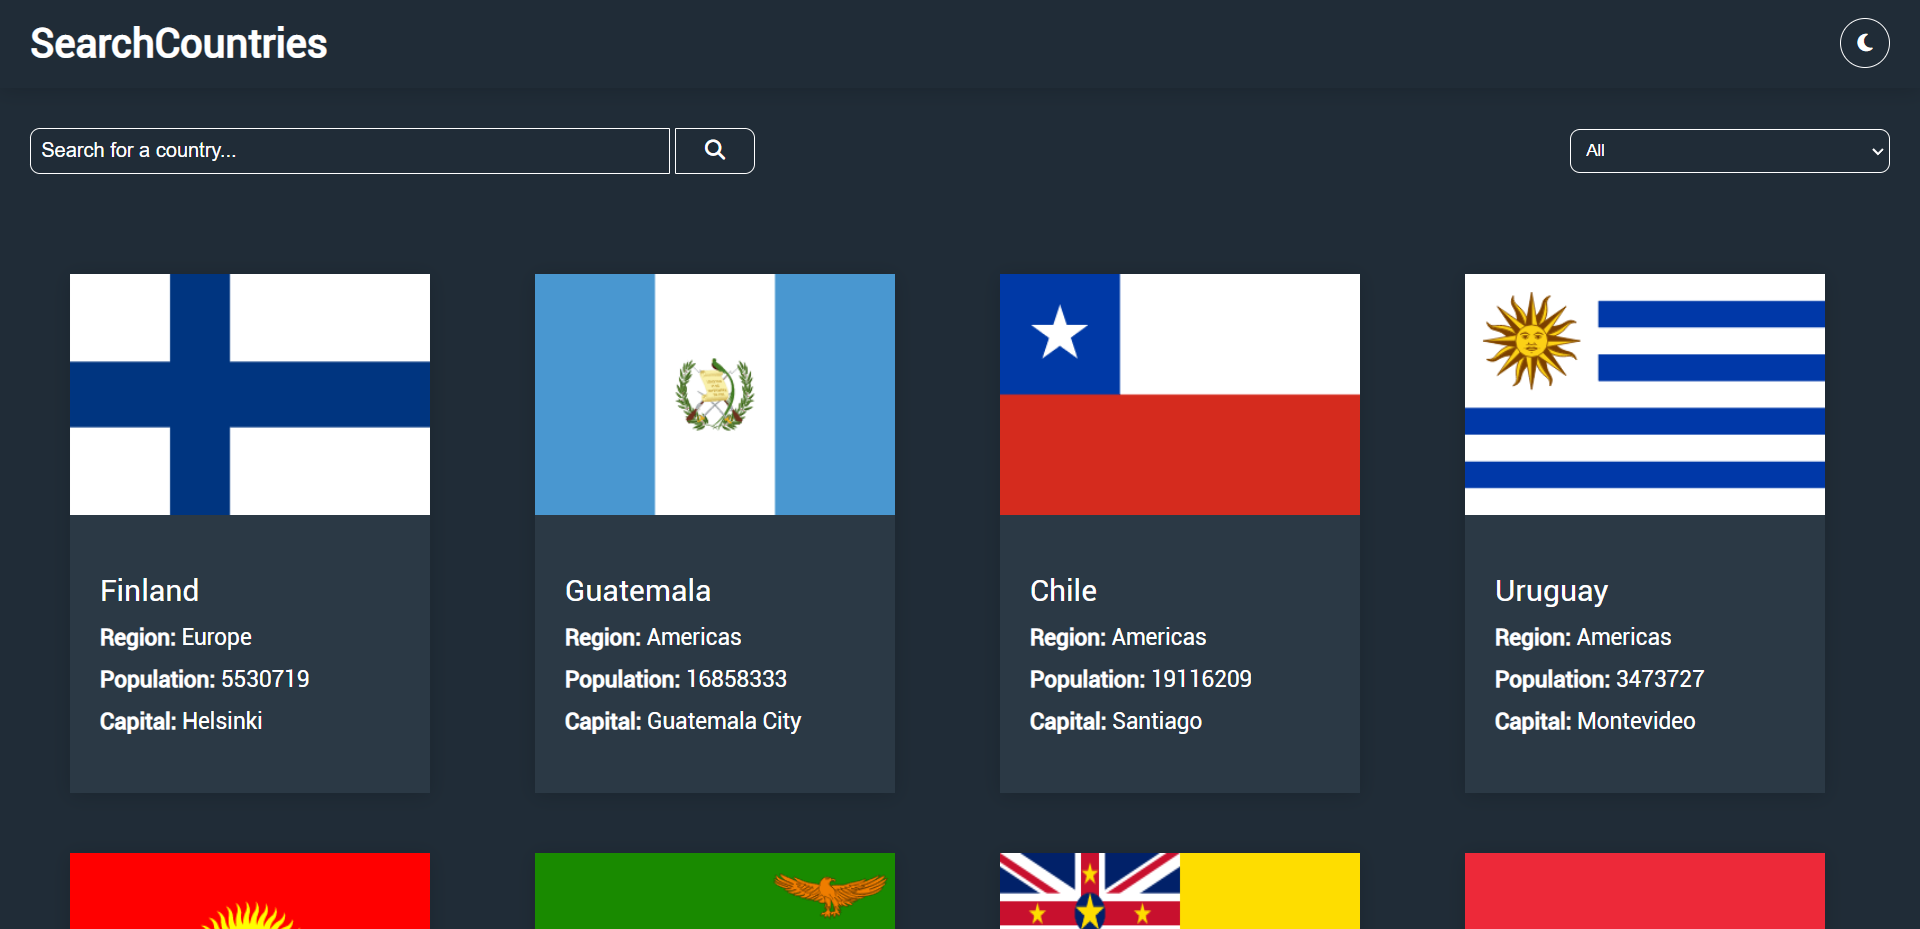 SearchCountries
Search for a country...
All
Finland
Region: Europe
Population: 5530719
Capital: Helsinki
Guatemala
Region: Americas
Population: 16858333
Capital: Guatemala City
Chile
Region: Americas
Population: 19116209
Capital: Santiago
Uruguay
Region: Americas
Population: 3473727
Capital: Montevideo